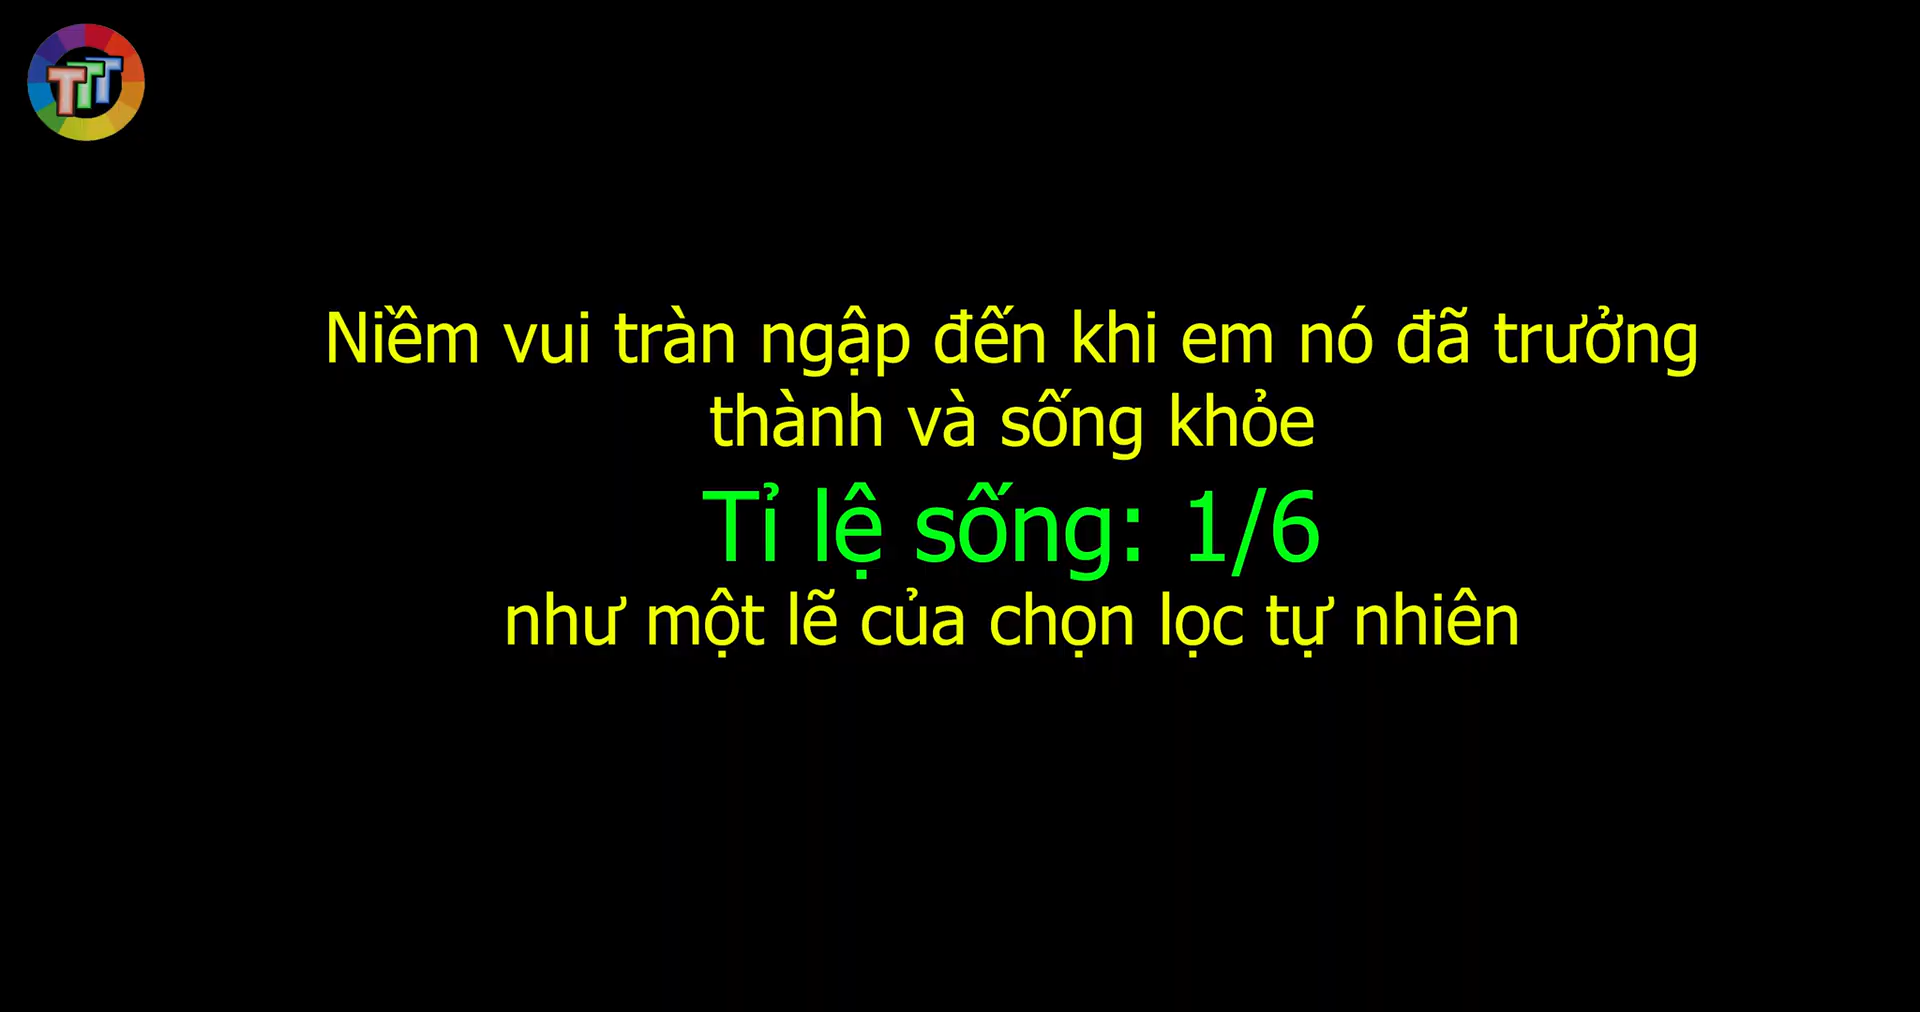 TTT
Niềm vui tràn ngập đến khi em nó đã trưởng
thành và sống khỏe
Tỉ lệ sống: 1/6
như một lẽ của chọn lọc tự nhiên